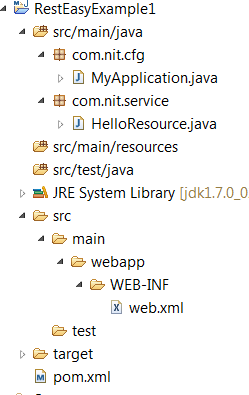 RestEasyExample1
src/main/java
com.nit.cfg
MyApplication.java
com.nit.service
HelloResource.java
src/main/resources
src/test/java
JRE System Library [jdk1.7.0_0
src
main
webapp
WEB-INF
web.xml
test
target
pom.xml